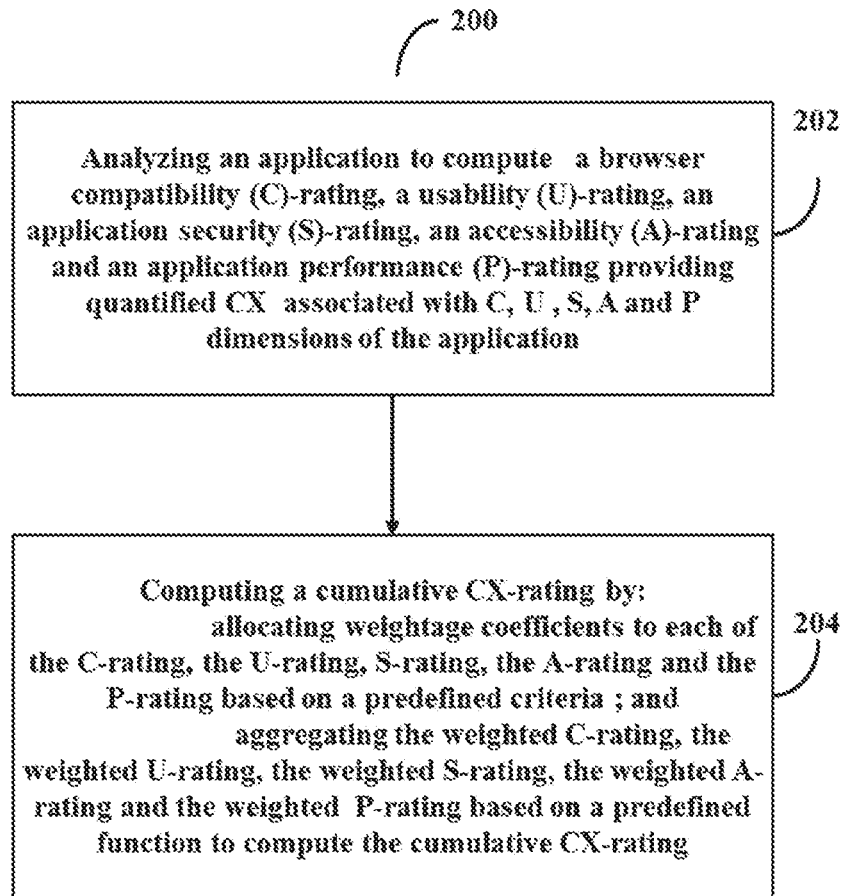 200
202
Analyzing an application to compute a browser
compatibility (C)-rating, a usability (U)-rating, an
application security (S)-rating, an accessibility (A)-rating
and an application performance (P)-rating providing
quantified CX associated with C, U , S, A and P
dimensions of the application
Computing a cumulative CX-rating by:
204
allocating weightage coefficients to each of
the C-rating, the U-rating, S-rating, the A-rating and the
P-rating based on a predefined criteria ; and
aggregating the weighted C-rating, the
weighted U-rating, the weighted S-rating, the weighted A-
rating and the weighted P-rating based on a predefined
function to compute the cumulative CX-rating